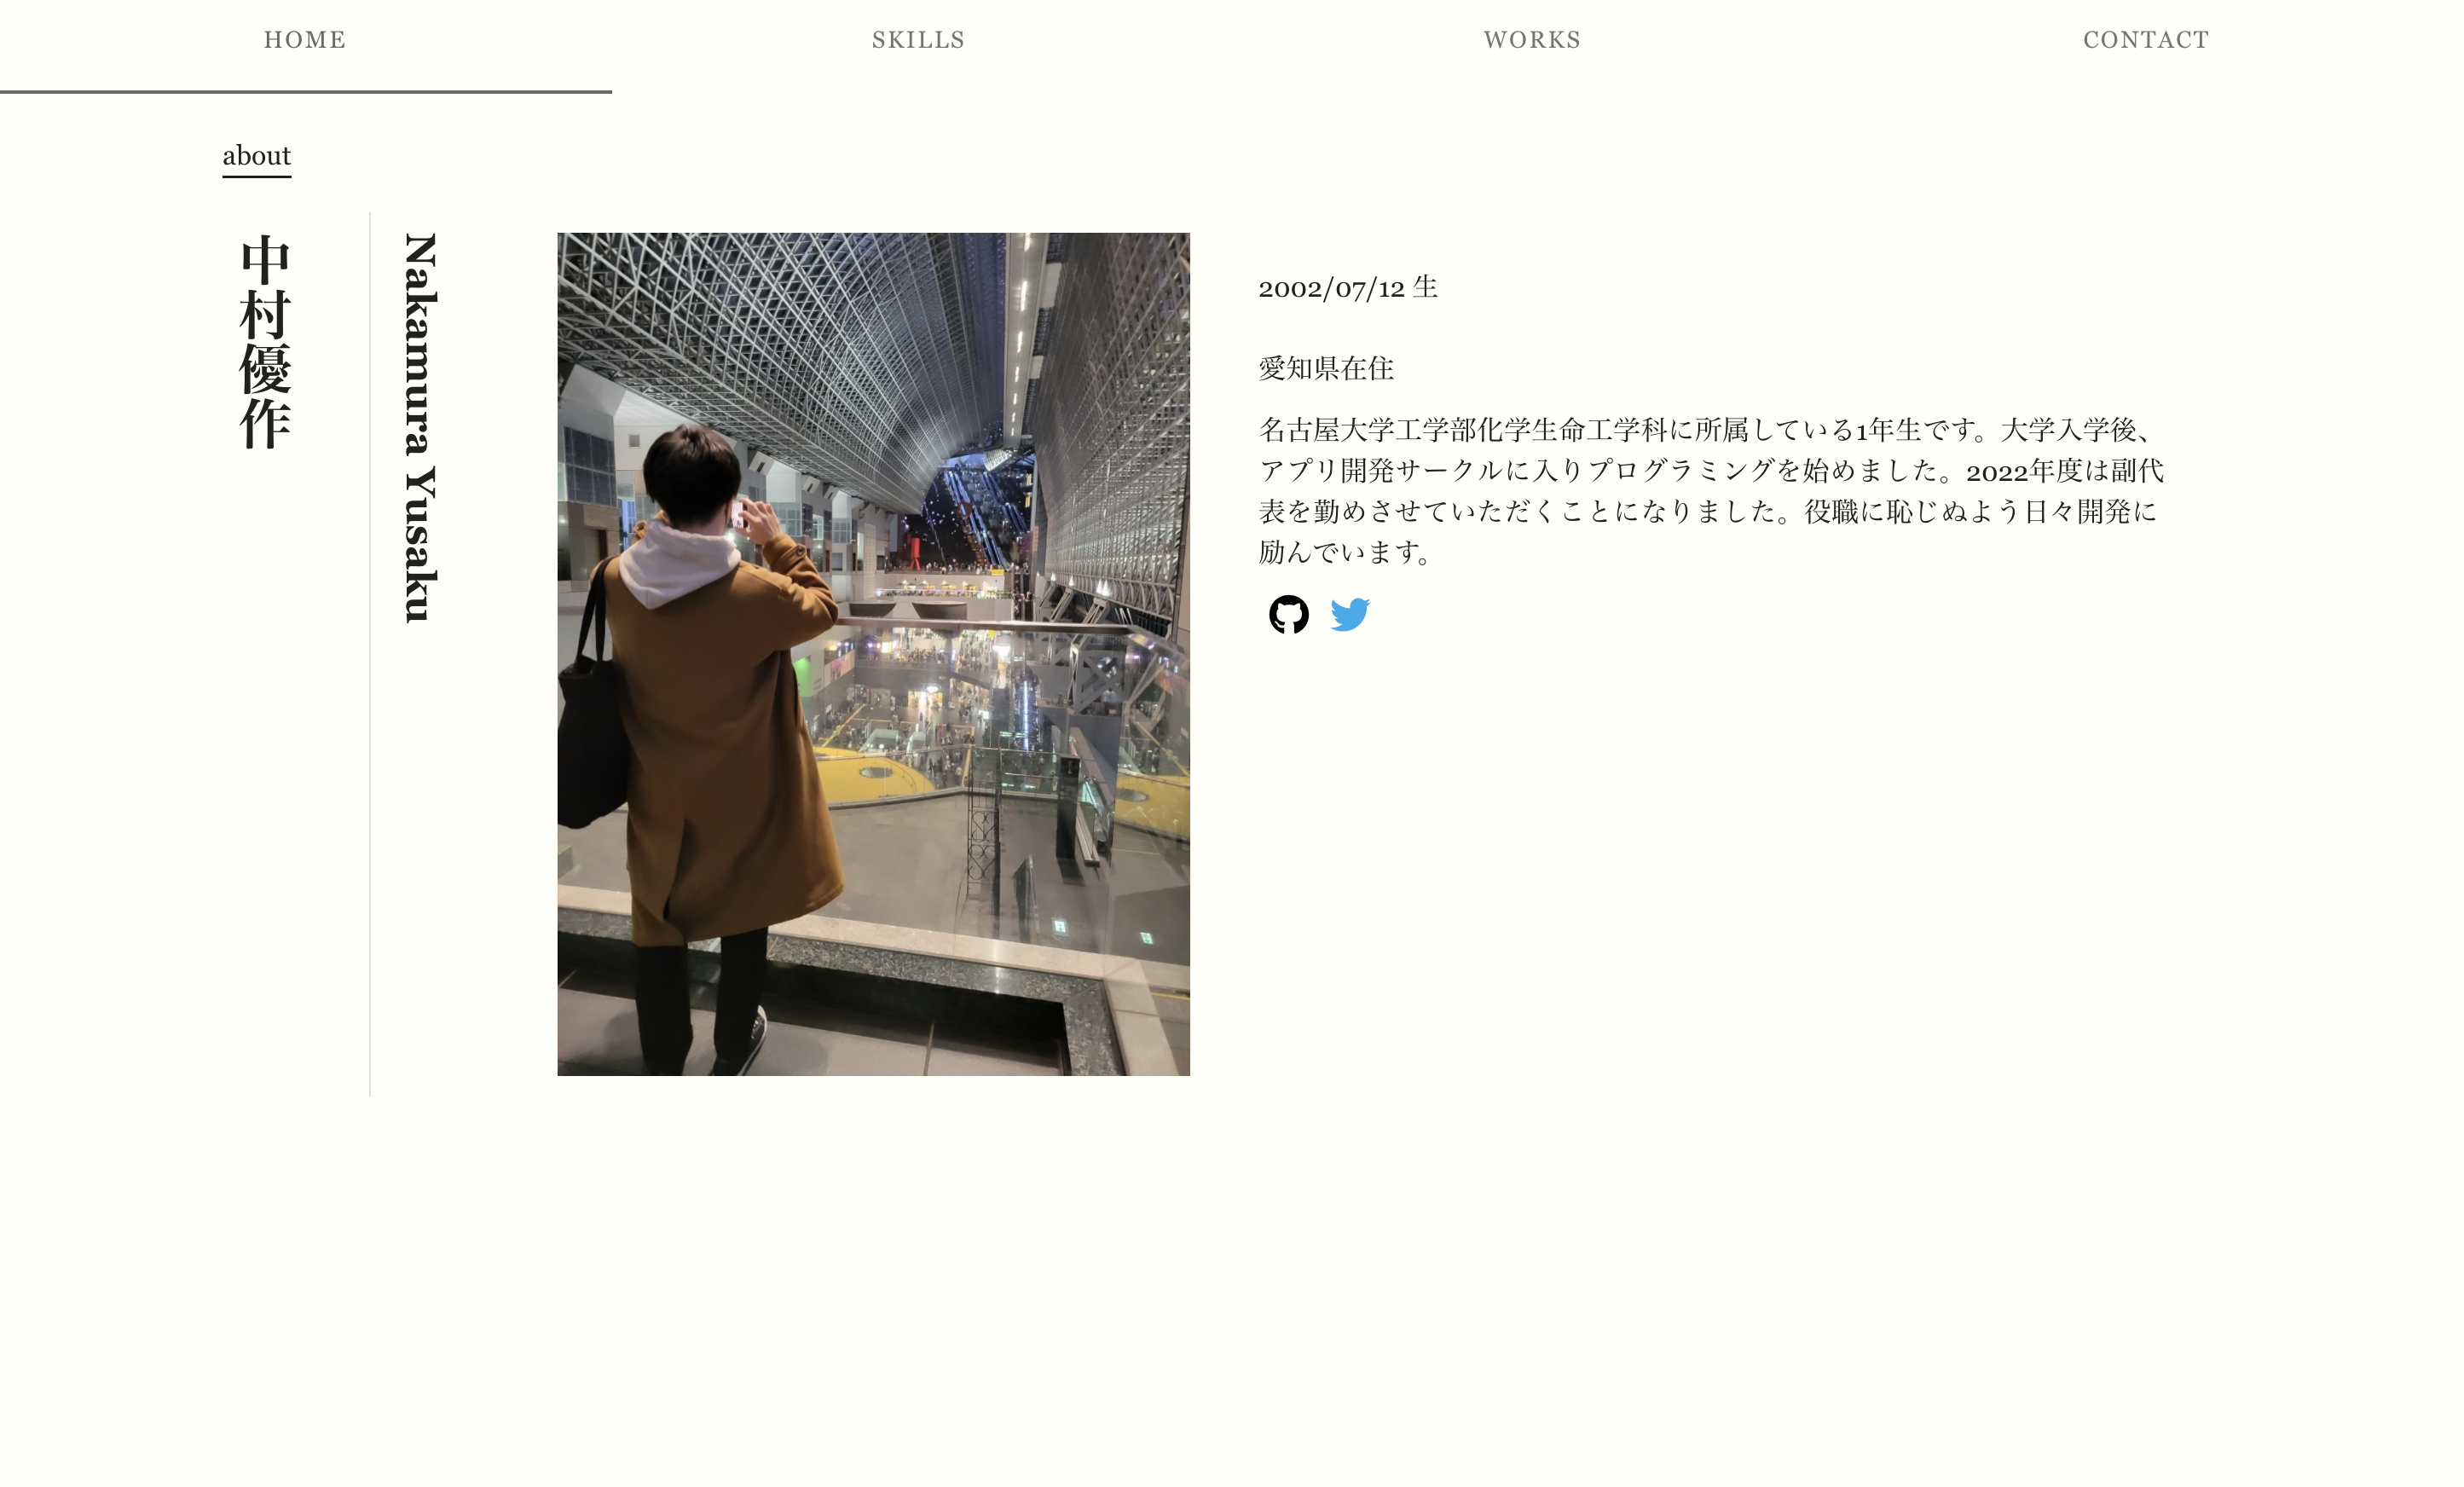 HOME
SKILLS
WORKS
CONTACT
about
中村優作
Nakamura Yusaku
2002/07/12 生
愛知県在住
名古屋大学工学部化学生命工学科に所属している1年生です。大学入学後、
アプリ開発サークルに入りプログラミングを始めました。2022年度は副代
表を勤めさせていただくことになりました。役職に恥じぬよう日々開発に
励んでいます。